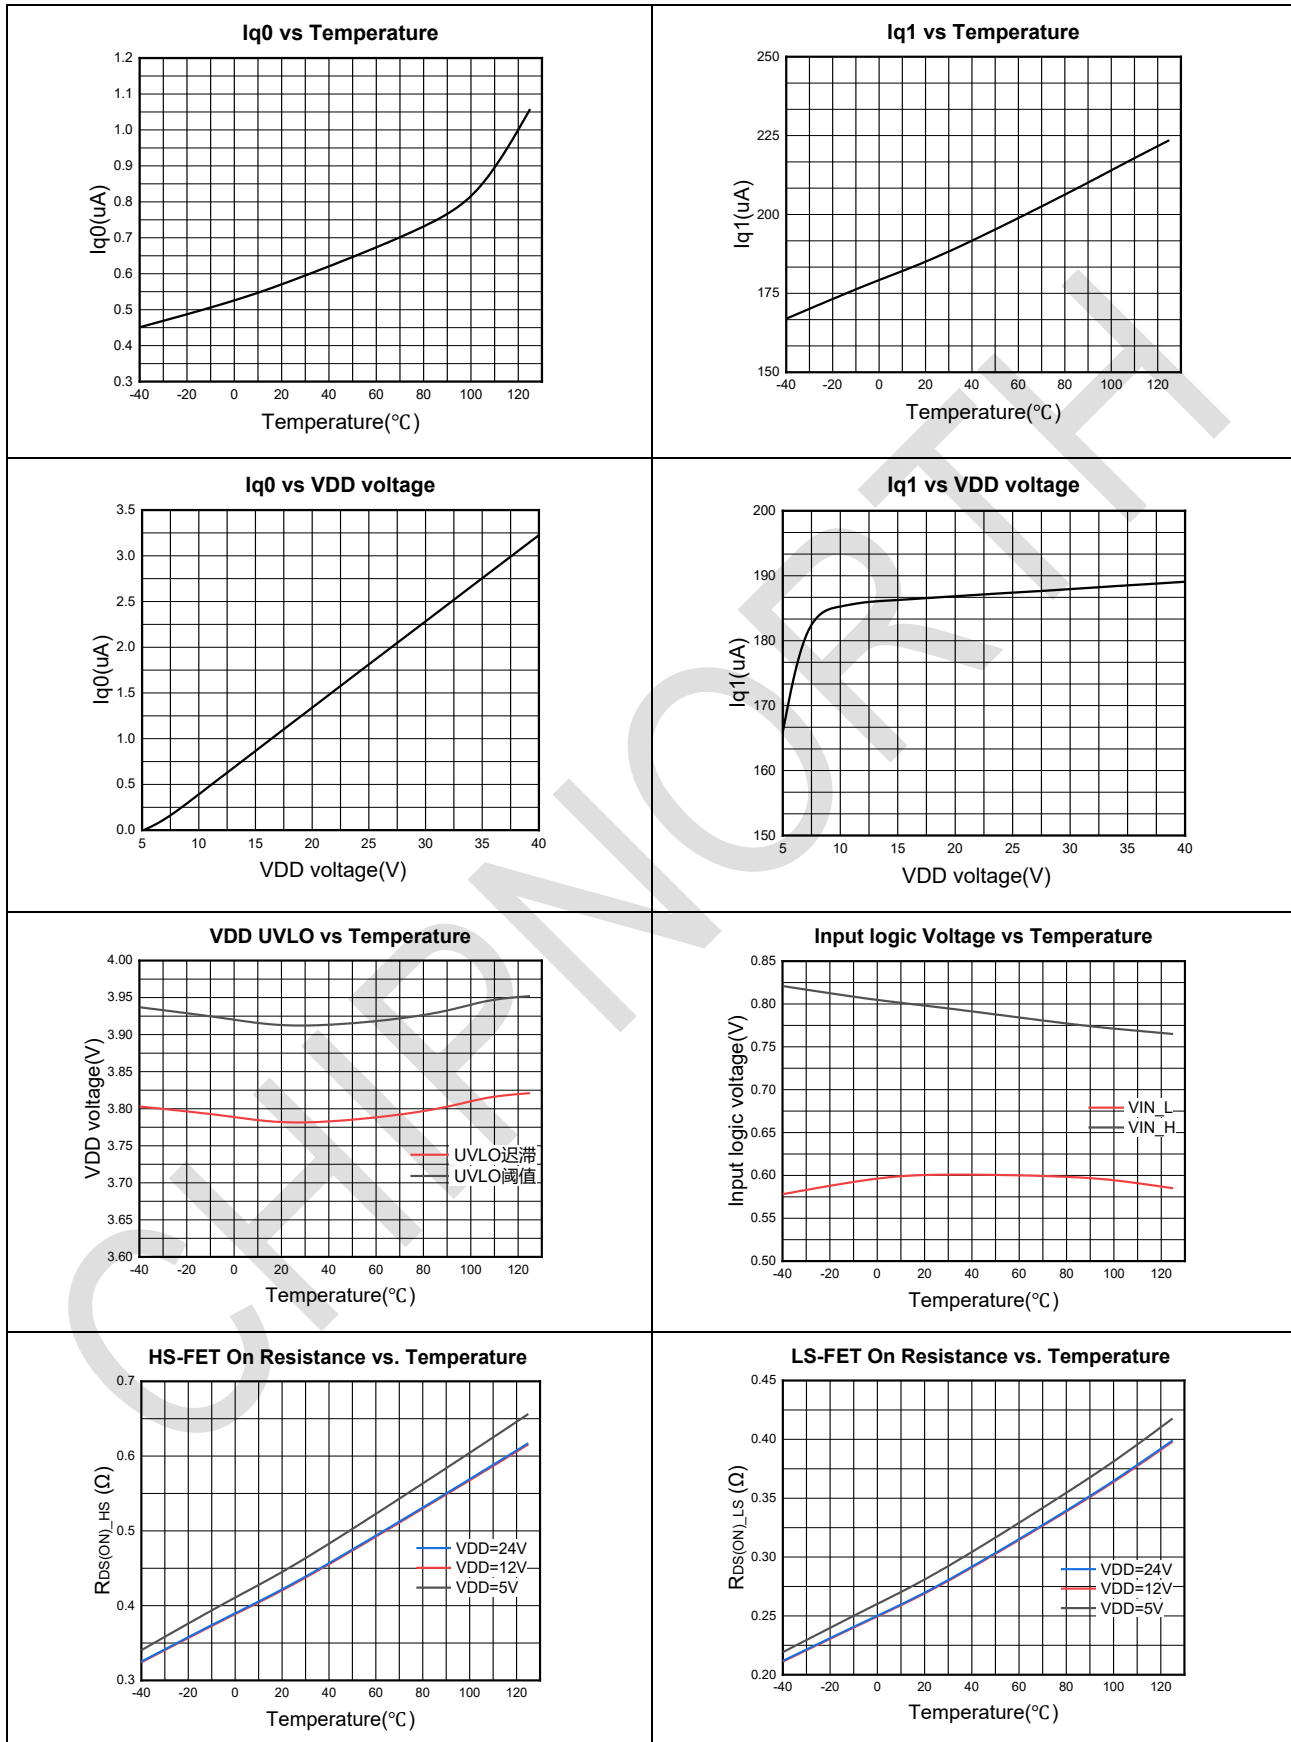 Iq0 vs Temperature
1.2
1.1
1.0
0.9
0.8
0.7
0.6
0.5
0.4
0.3
Iq0(uA)
-40 -20 0 20 40 60 80 100 120
Temperature(℃)
Iq1 vs Temperature
250
225
200
175
150
Iq1(uA)
-40 -20 0 20 40 60 80 100 120
Temperature(℃)
Iq0 vs VDD voltage
3.5
3.0
2.5
2.0
1.5
1.0
0.5
0.0
Iq0(uA)
5 10 15 20 25 30 35 40
VDD voltage(V)
Iq1 vs VDD voltage
200
190
180
170
160
150
Iq1(uA)
5 10 15 20 25 30 35 40
VDD voltage(V)
VDD UVLO vs Temperature
4.00
3.95
3.90
3.85
3.80
3.75
3.70
3.65
3.60
VDD voltage(V)
UVLO迟滞
UVLO阈值
-40 -20 0 20 40 60 80 100 120
Temperature(℃)
Input logic Voltage vs Temperature
0.85
0.80
0.75
0.70
0.65
0.60
0.55
0.50
Input logic voltage(V)
VIN_L
VIN_H
-40 -20 0 20 40 60 80 100 120
Temperature(℃)
HS-FET On Resistance vs. Temperature
0.7
0.6
0.5
0.4
0.3
RDS(ON)_HS (Ω)
VDD=24V
VDD=12V
VDD=5V
-40 -20 0 20 40 60 80 100 120
Temperature(℃)
LS-FET On Resistance vs. Temperature
0.45
0.40
0.35
0.30
0.25
0.20
RDS(ON)_LS (Ω)
VDD=24V
VDD=12V
VDD=5V
-40 -20 0 20 40 60 80 100 120
Temperature(℃)
CHIPNORTH